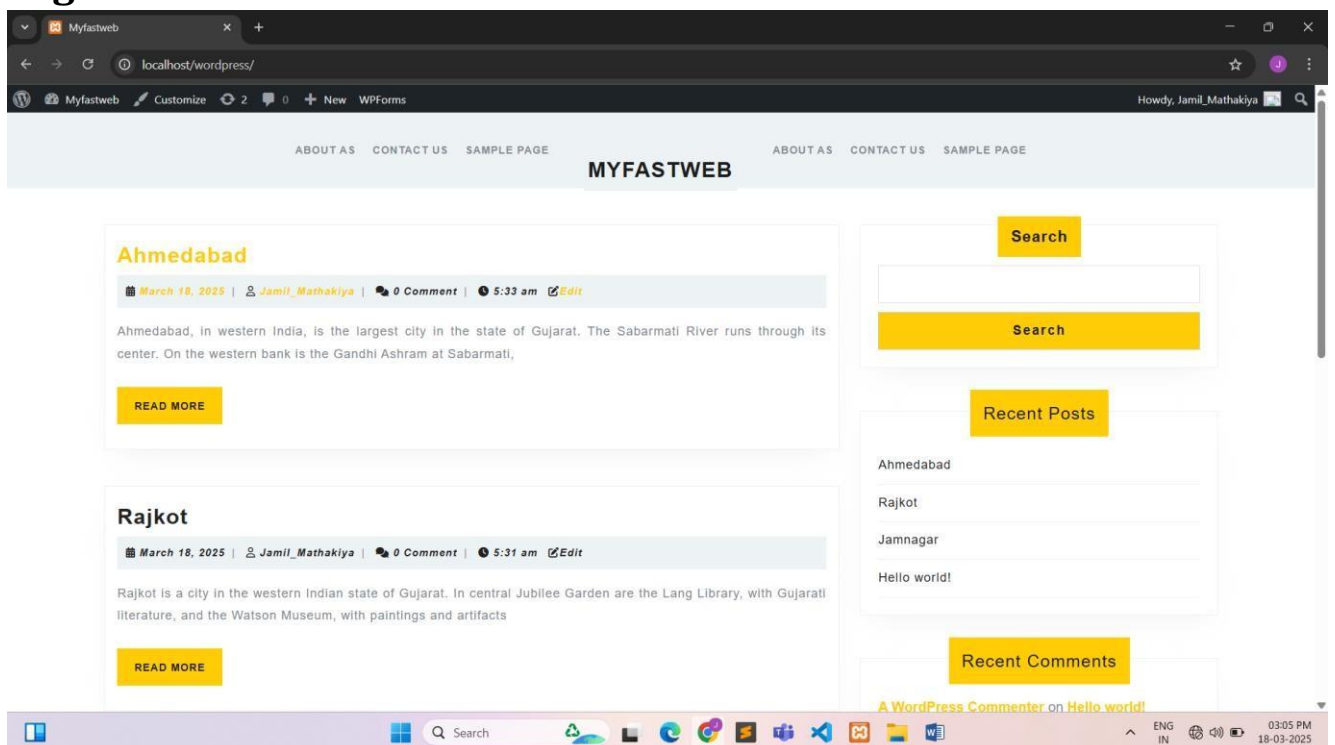 Myfastweb
localhost/wordpress/
J
Myfastweb Customize 2 0 New WPForms Howdy, Jamil_Mathakiya
ABOUT AS CONTACT US SAMPLE PAGE
MYFASTWEB
ABOUT AS CONTACT US SAMPLE PAGE
Ahmedabad
March 18, 2025 | Jamil_Mathakiya | 0 Comment | 5:33 am Edit
Ahmedabad, in western India, is the largest city in the state of Gujarat. The Sabarmati River runs through its
center. On the western bank is the Gandhi Ashram at Sabarmati,
READ MORE
Rajkot
March 18, 2025 | Jamil_Mathakiya | 0 Comment | 5:31 am Edit
Rajkot is a city in the western Indian state of Gujarat. In central Jubilee Garden are the Lang Library, with Gujarati
literature, and the Watson Museum, with paintings and artifacts
READ MORE
Search
Search
Recent Posts
Ahmedabad
Rajkot
Jamnagar
Hello world!
Recent Comments
A WordPress Commenter on Hello world!
Search
ENG
IN
03:05 PM
18-03-2025